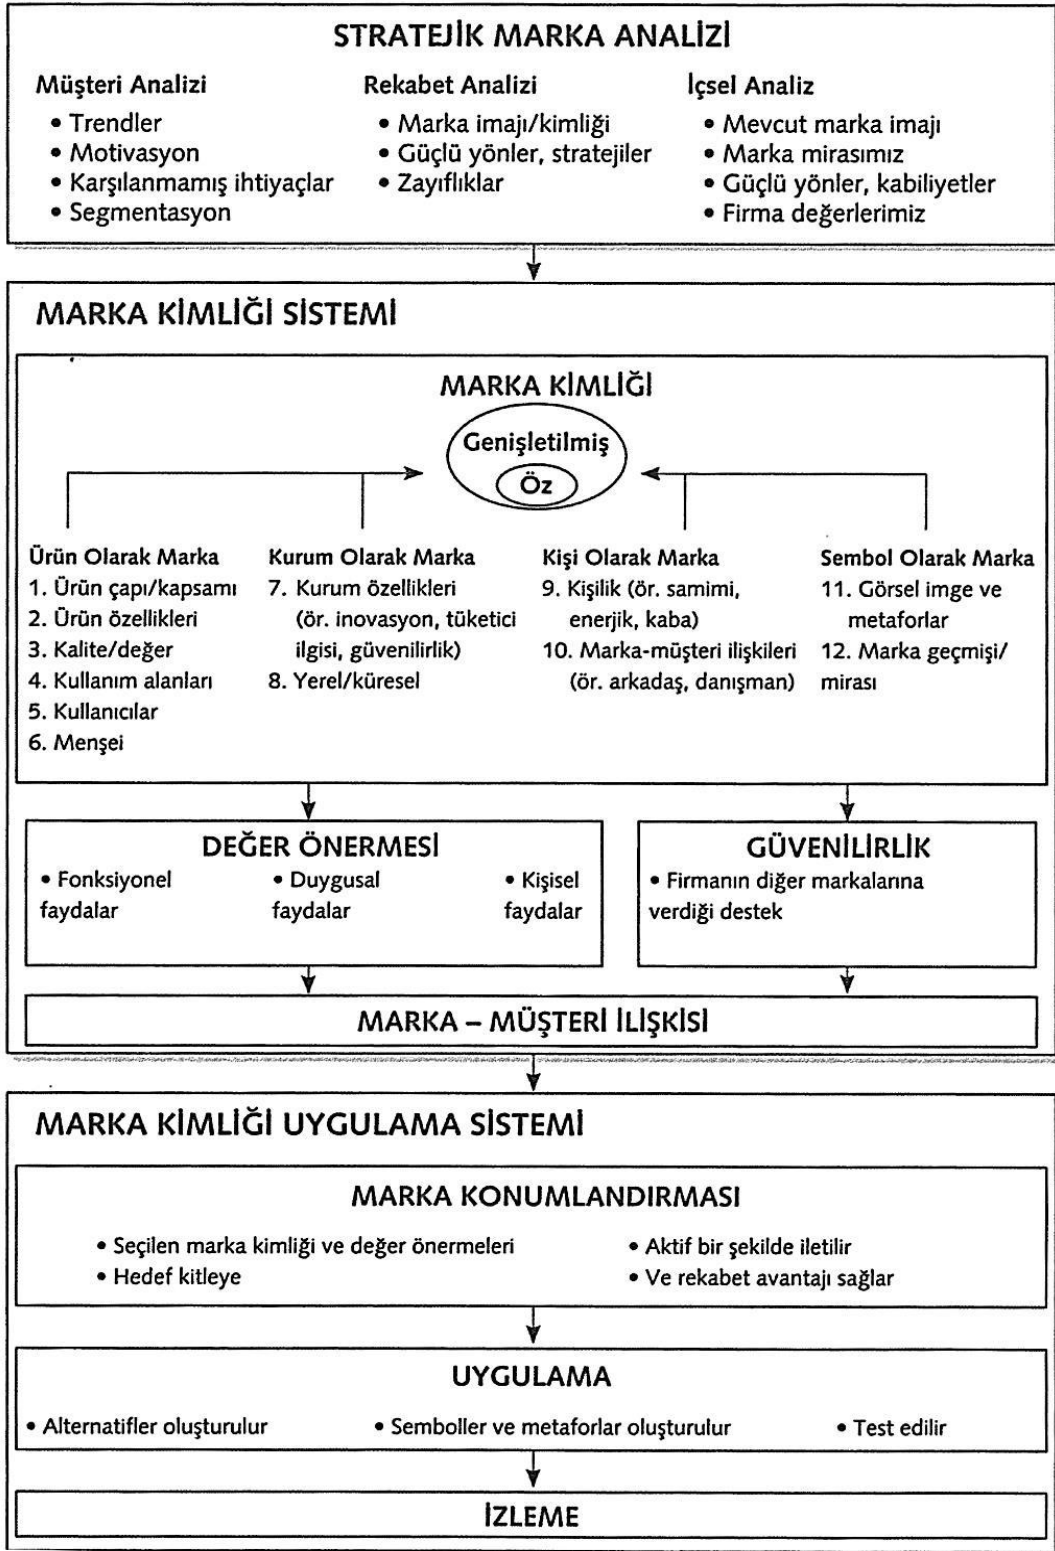 STRATEJİK MARKA ANALİZİ
Müşteri Analizi
• Trendler
• Motivasyon
• Karşılanmamış ihtiyaçlar
• Segmentasyon
Rekabet Analizi
• Marka imajı/kimliği
• Güçlü yönler, stratejiler
• Zayıflıklar
İçsel Analiz
• Mevcut marka imajı
• Marka mirasımız
• Güçlü yönler, kabiliyetler
• Firma değerlerimiz
MARKA KİMLİĞİ SİSTEMİ
MARKA KİMLİĞİ
Genişletilmiş
Öz
Ürün Olarak Marka
1. Ürün çapı/kapsamı
2. Ürün özellikleri
3. Kalite/değer
4. Kullanım alanları
5. Kullanıcılar
6. Menşei
Kurum Olarak Marka
7. Kurum özellikleri
(ör. inovasyon, tüketici
ilgisi, güvenilirlik)
8. Yerel/küresel
Kişi Olarak Marka
9. Kişilik (ör. samimi,
enerjik, kaba)
10. Marka-müşteri ilişkileri
(ör. arkadaş, danışman)
Sembol Olarak Marka
11. Görsel imge ve
metaforlar
12. Marka geçmişi/
mirası
DEĞER ÖNERMESİ
• Fonksiyonel
faydalar
• Duygusal
faydalar
• Kişisel
faydalar
GÜVENİLİRLİK
• Firmanın diğer markalarına
verdiği destek
MARKA – MÜŞTERİ İLİŞKİSİ
MARKA KİMLİĞİ UYGULAMA SİSTEMİ
MARKA KONUMLANDIRMASI
• Seçilen marka kimliği ve değer önermeleri
• Hedef kitleye
• Aktif bir şekilde iletilir
• Ve rekabet avantajı sağlar
UYGULAMA
• Alternatifler oluşturulur
• Semboller ve metaforlar oluşturulur
• Test edilir
İZLEME